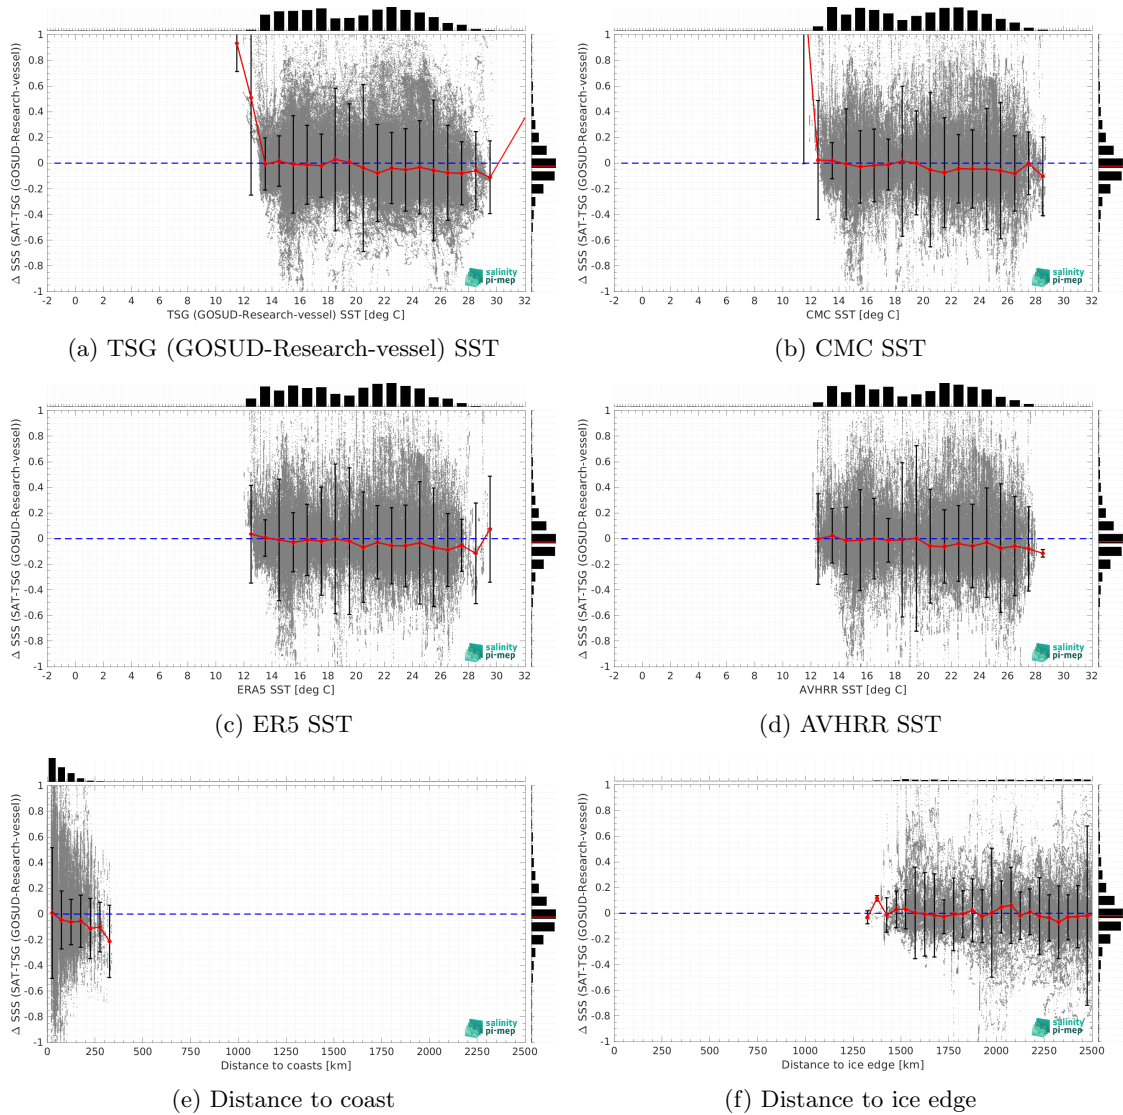 1
0.8
0.6
0.4
0.2
0
-0.2
-0.4
-0.6
-0.8
-1
Δ SSS (SAT-TSG (GOSUD-Research-vessel))
salinity
pi-mep
-2 0 2 4 6 8 10 12 14 16 18 20 22 24 26 28 30 32
TSG (GOSUD-Research-vessel) SST [deg C]
(a) TSG (GOSUD-Research-vessel) SST
1
0.8
0.6
0.4
0.2
0
-0.2
-0.4
-0.6
-0.8
-1
Δ SSS (SAT-TSG (GOSUD-Research-vessel))
salinity
pi-mep
-2 0 2 4 6 8 10 12 14 16 18 20 22 24 26 28 30 32
CMC SST [deg C]
(b) CMC SST
1
0.8
0.6
0.4
0.2
0
-0.2
-0.4
-0.6
-0.8
-1
Δ SSS (SAT-TSG (GOSUD-Research-vessel))
salinity
pi-mep
-2 0 2 4 6 8 10 12 14 16 18 20 22 24 26 28 30 32
ERA5 SST [deg C]
(c) ER5 SST
1
0.8
0.6
0.4
0.2
0
-0.2
-0.4
-0.6
-0.8
-1
Δ SSS (SAT-TSG (GOSUD-Research-vessel))
salinity
pi-mep
-2 0 2 4 6 8 10 12 14 16 18 20 22 24 26 28 30 32
AVHRR SST [deg C]
(d) AVHRR SST
1
0.8
0.6
0.4
0.2
0
-0.2
-0.4
-0.6
-0.8
-1
Δ SSS (SAT-TSG (GOSUD-Research-vessel))
salinity
pi-mep
0 250 500 750 1000 1250 1500 1750 2000 2250 2500
Distance to coasts [km]
(e) Distance to coast
1
0.8
0.6
0.4
0.2
0
-0.2
-0.4
-0.6
-0.8
-1
Δ SSS (SAT-TSG (GOSUD-Research-vessel))
salinity
pi-mep
0 250 500 750 1000 1250 1500 1750 2000 2250 2500
Distance to ice edge [km]
(f) Distance to ice edge